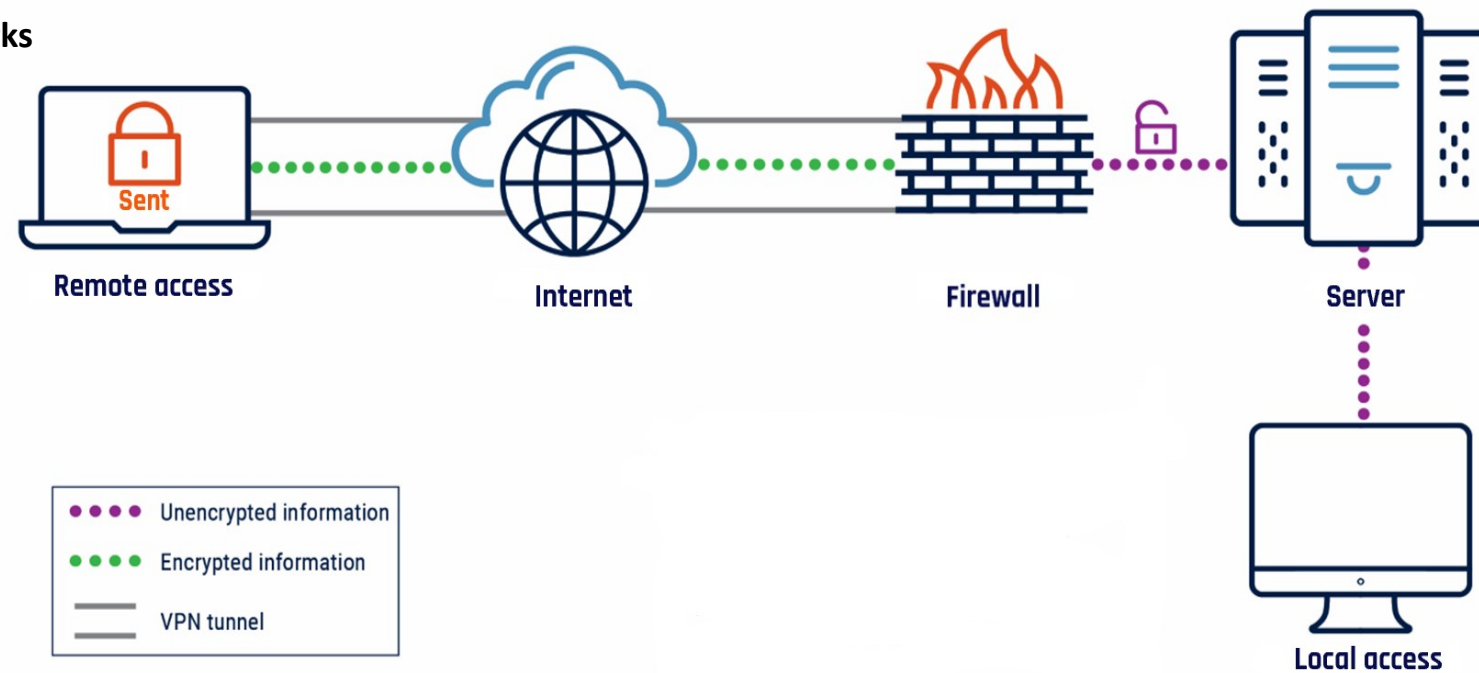 ks
Sent
Remote access
Internet
Firewall
Server
Unencrypted information
Encrypted information
VPN tunnel
Local access